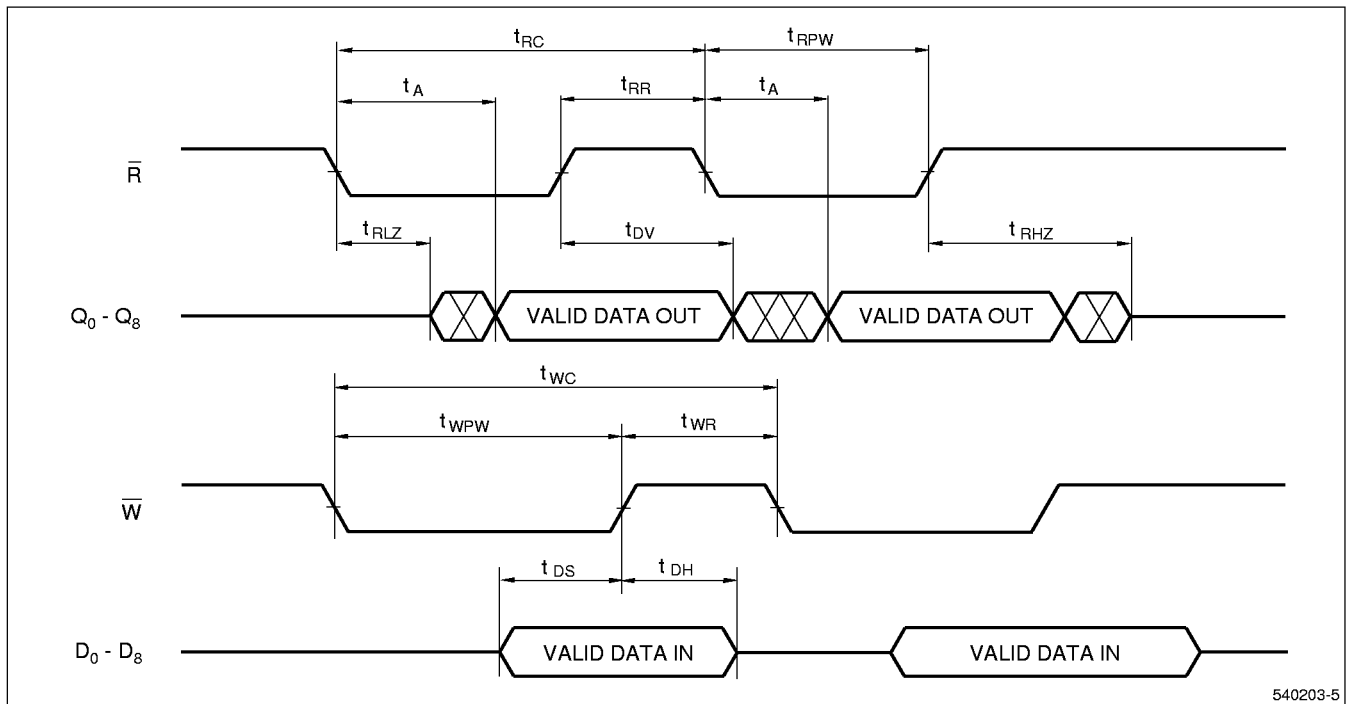 tRC
tRPW
tA
tRR
tA
R̅
tRLZ
tDV
tRHZ
Q0 - Q8
VALID DATA OUT
VALID DATA OUT
tWC
tWPW
tWR
W̅
tDS
tDH
D0 - D8
VALID DATA IN
VALID DATA IN
540203-5